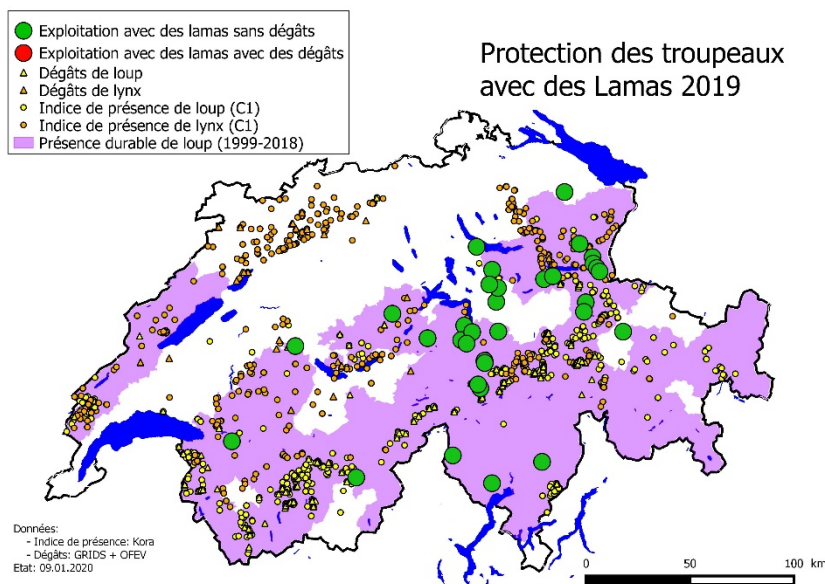 Exploitation avec des lamas sans dégâts
Exploitation avec des lamas avec des dégâts
Dégâts de loup
Dégâts de lynx
Indice de présence de loup (C1)
Indice de présence de lynx (C1)
Présence durable de loup (1999-2018)
Protection des troupeaux
avec des Lamas 2019
Données:
- Indice de présence: Kora
- Dégâts: GRIDS + OFEV
Etat: 09.01.2020
0 50 100 km